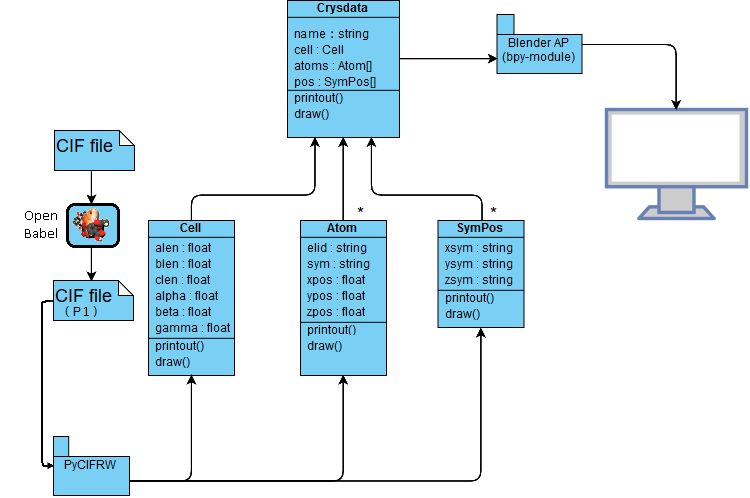 Crysdata
name : string
cell : Cell
atoms : Atom[]
pos : SymPos[]
printout()
draw()
Blender AP
(bpy-module)
CIF file
Open
Babel
CIF file
(P1)
PyCIFRW
Cell
alen : float
blen : float
clen : float
alpha : float
beta : float
gamma : float
printout()
draw()
*
Atom
elid : string
sym : string
xpos : float
ypos : float
zpos : float
printout()
draw()
*
SymPos
xsym : string
ysym : string
zsym : string
printout()
draw()